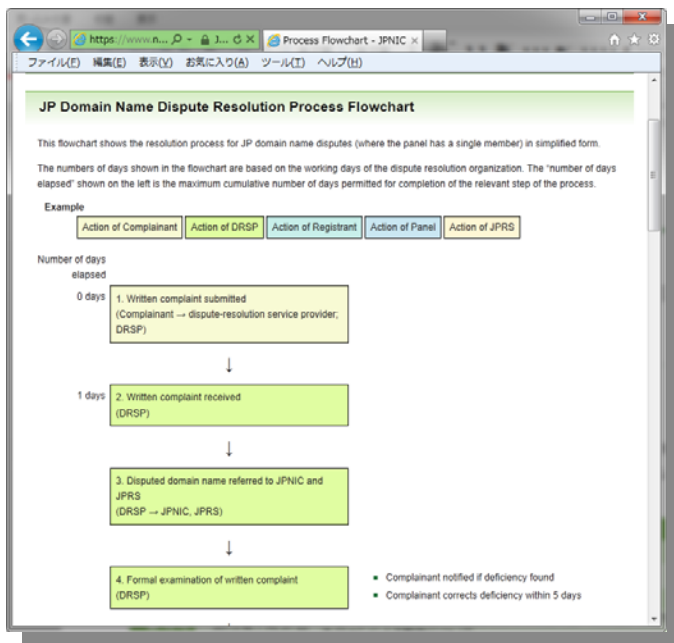 https://www.n...
J...
Process Flowchart - JPNIC
ファイル(F) 編集(E) 表示(V) お気に入り(A) ツール(T) ヘルプ(H)
JP Domain Name Dispute Resolution Process Flowchart
This flowchart shows the resolution process for JP domain name disputes (where the panel has a single member) in simplified form.
The numbers of days shown in the flowchart are based on the working days of the dispute resolution organization. The "number of days
elapsed" shown on the left is the maximum cumulative number of days permitted for completion of the relevant step of the process.
Example
Action of Complainant Action of DRSP Action of Registrant Action of Panel Action of JPRS
Number of days
elapsed
0 days
1. Written complaint submitted
(Complainant → dispute-resolution service provider;
DRSP)
↓
1 days
2. Written complaint received
(DRSP)
↓
3. Disputed domain name referred to JPNIC and
JPRS
(DRSP → JPNIC, JPRS)
↓
4. Formal examination of written complaint
(DRSP)
Complainant notified if deficiency found
Complainant corrects deficiency within 5 days